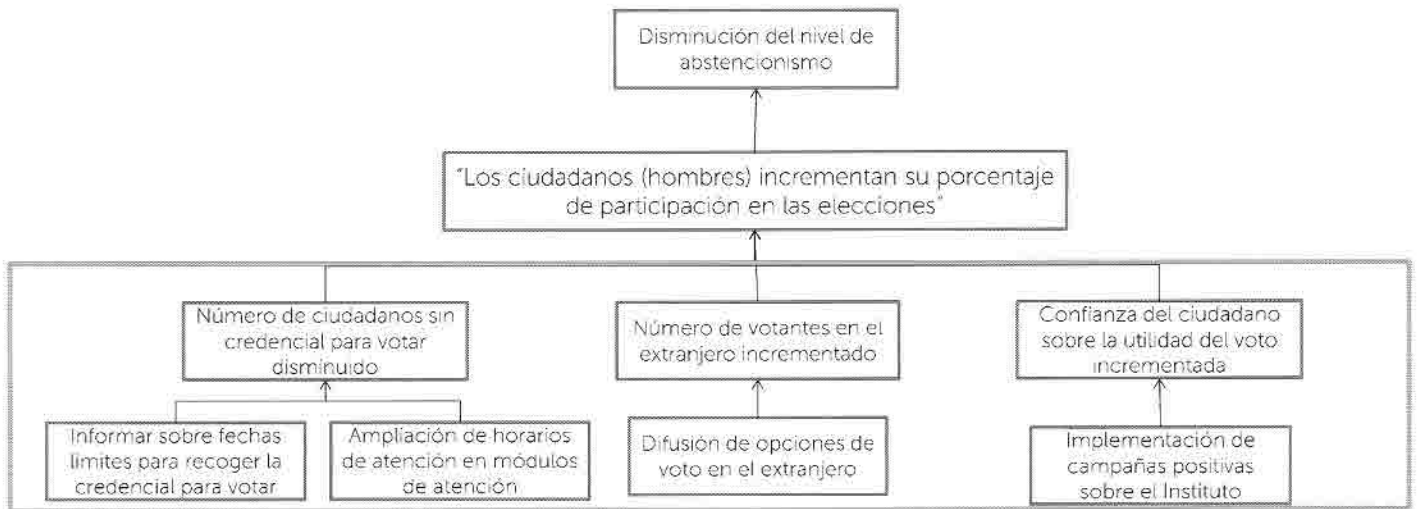 Disminución del nivel de
abstencionismo
"Los ciudadanos (hombres) incrementan su porcentaje
de participación en las elecciones"
Número de ciudadanos sin
credencial para votar
disminuido
Número de votantes en el
extranjero incrementado
Confianza del ciudadano
sobre la utilidad del voto
incrementada
Informar sobre fechas
limites para recoger la
credencial para votar
Ampliación de horarios
de atención en módulos
de atención
Difusión de opciones de
voto en el extranjero
Implementación de
campañas positivas
sobre el Instituto